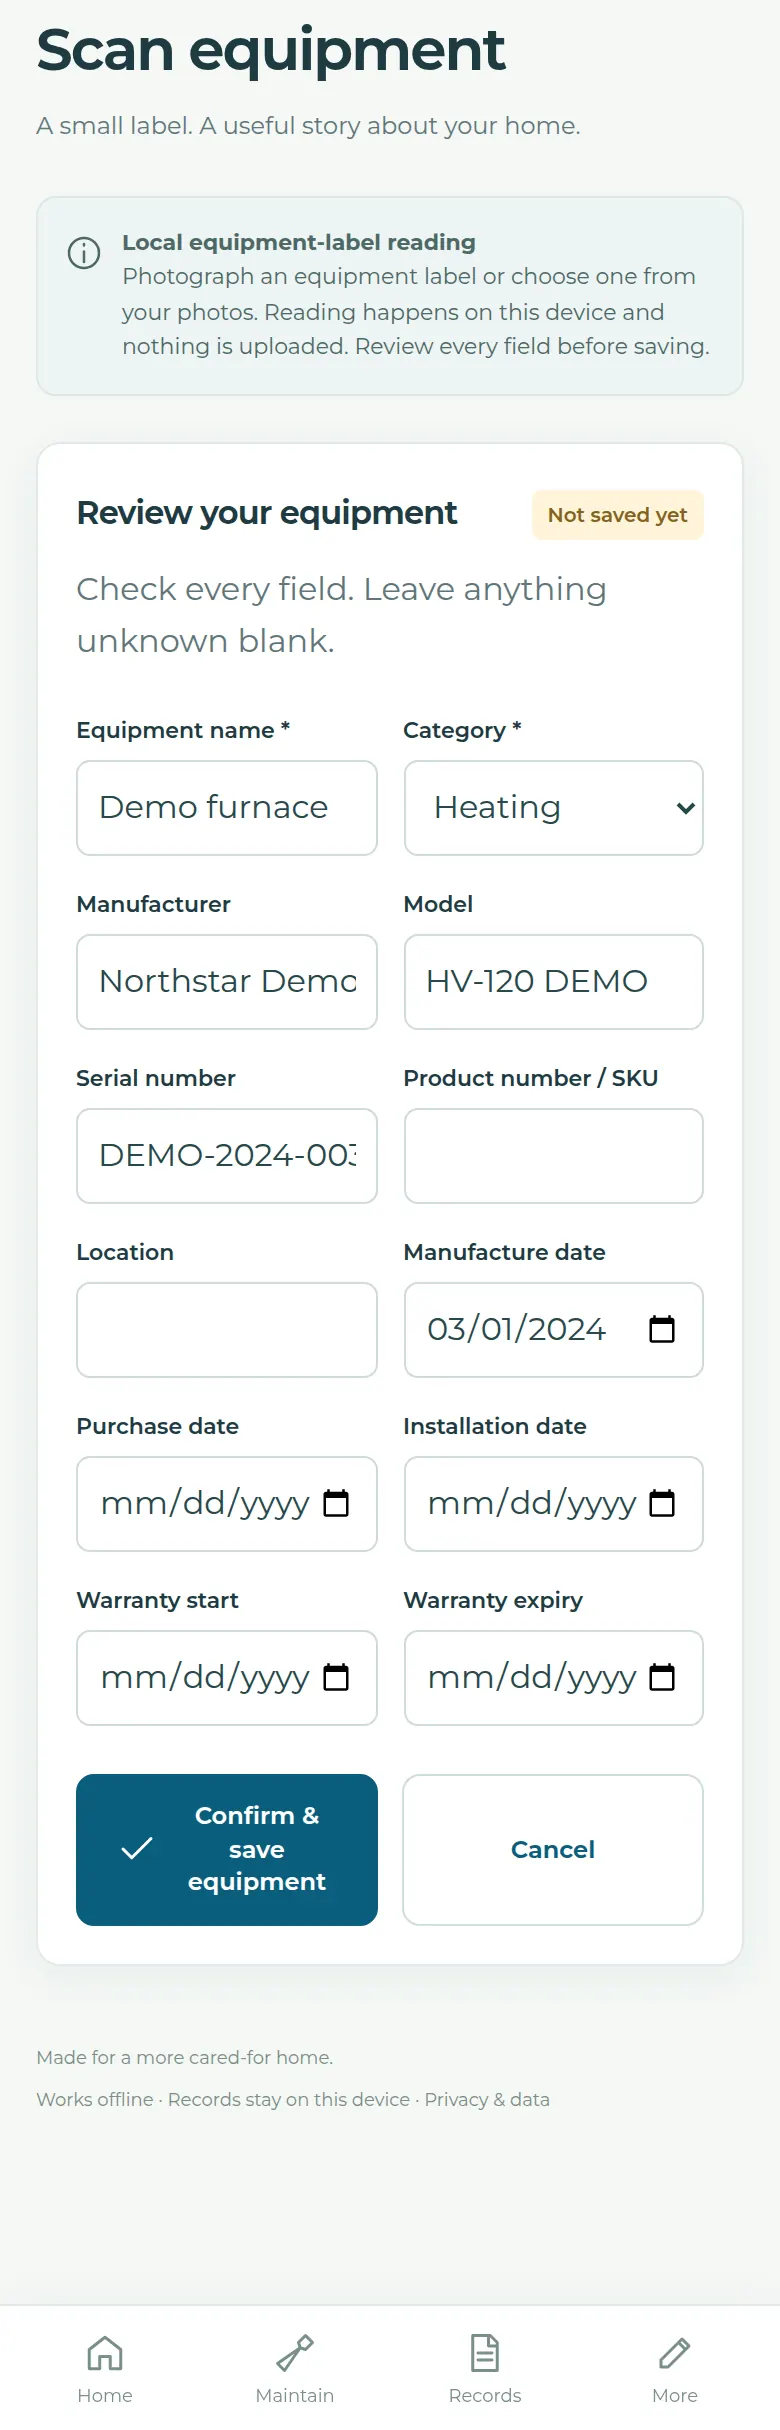 Scan equipment
A small label. A useful story about your home.
Local equipment-label reading
Photograph an equipment label or choose one from
your photos. Reading happens on this device and
nothing is uploaded. Review every field before saving.
Review your equipment
Not saved yet
Check every field. Leave anything
unknown blank.
Equipment name *
Category *
Demo furnace
Heating
Manufacturer
Model
Northstar Demo
HV-120 DEMO
Serial number
Product number / SKU
DEMO-2024-003
Location
Manufacture date
03/01/2024
Purchase date
Installation date
mm/dd/yyyy
mm/dd/yyyy
Warranty start
Warranty expiry
mm/dd/yyyy
mm/dd/yyyy
Confirm &
save
equipment
Cancel
Made for a more cared-for home.
Works offline · Records stay on this device · Privacy & data
Home
Maintain
Records
More